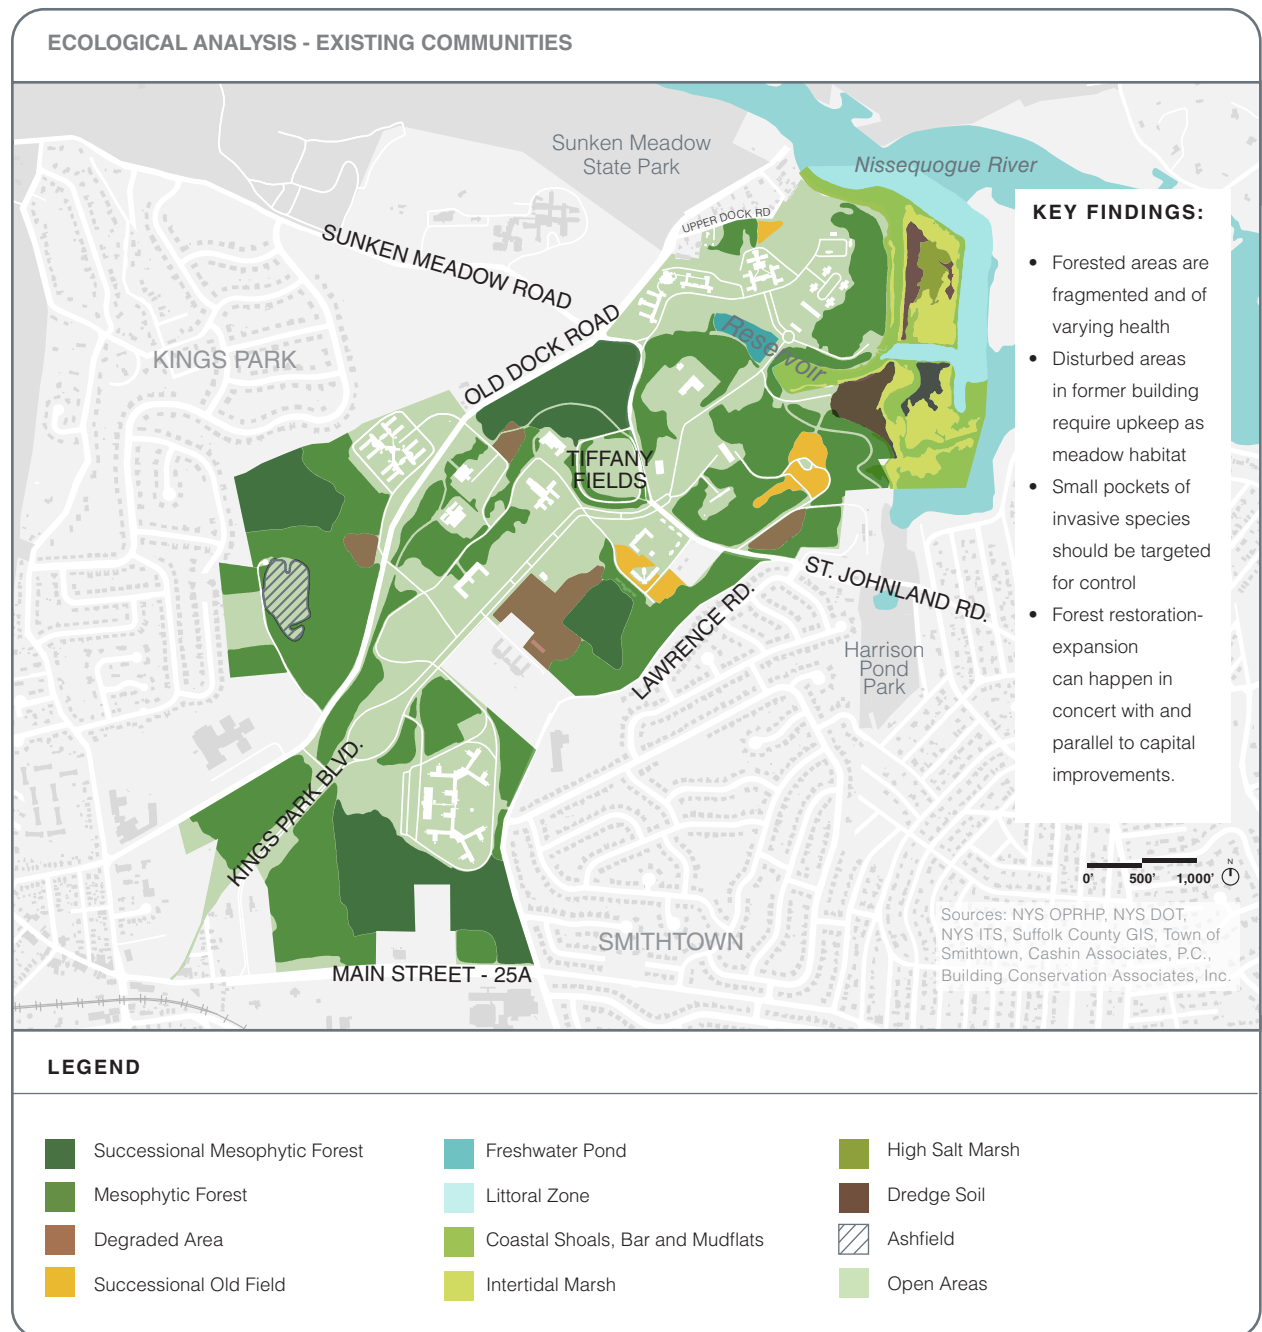 ECOLOGICAL ANALYSIS - EXISTING COMMUNITIES
Sunken Meadow
State Park
Nissequogue River
UPPER DOCK RD
SUNKEN MEADOW ROAD
OLD DOCK ROAD
KINGS PARK
Reservoir
TIFFANY
FIELDS
ST. JOHNLAND RD.
LAWRENCE RD.
Harrison
Pond
Park
KINGS PARK BLVD.
SMITHTOWN
MAIN STREET - 25A
KEY FINDINGS:
• Forested areas are
fragmented and of
varying health
• Disturbed areas
in former building
require upkeep as
meadow habitat
• Small pockets of
invasive species
should be targeted
for control
• Forest restoration-
expansion
can happen in
concert with and
parallel to capital
improvements.
N
0' 500' 1,000'
Sources: NYS OPRHP, NYS DOT,
NYS ITS, Suffolk County GIS, Town of
Smithtown, Cashin Associates, P.C.,
Building Conservation Associates, Inc.
LEGEND
Successional Mesophytic Forest
Mesophytic Forest
Degraded Area
Successional Old Field
Freshwater Pond
Littoral Zone
Coastal Shoals, Bar and Mudflats
Intertidal Marsh
High Salt Marsh
Dredge Soil
Ashfield
Open Areas